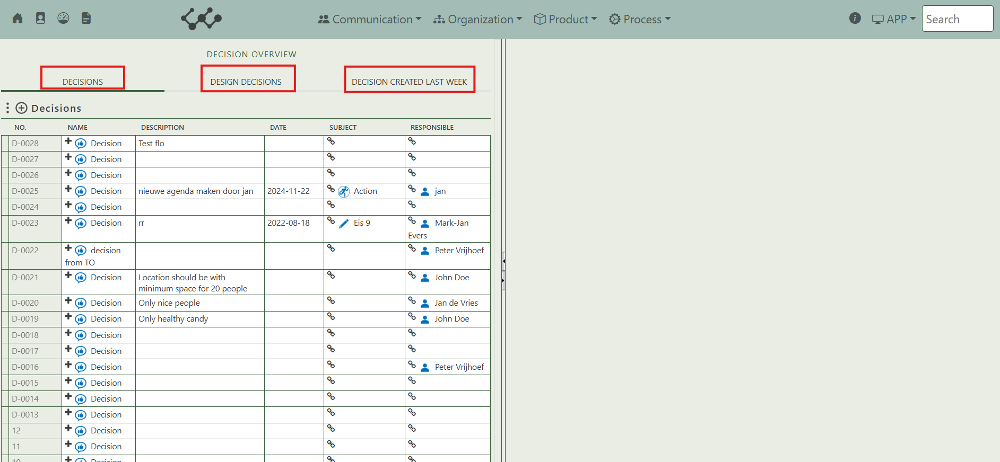 Communication Organization Product Process APP Search
DECISION OVERVIEW
DECISIONS DESIGN DECISIONS DECISION CREATED LAST WEEK
Decisions
NO. NAME DESCRIPTION DATE SUBJECT RESPONSIBLE
D-0028 Decision Test flo
D-0027 Decision
D-0026 Decision
D-0025 Decision nieuwe agenda maken door jan 2024-11-22 Action jan
D-0024 Decision
D-0023 Decision rr 2022-08-18 Eis 9 Mark-Jan
Evers
D-0022 decision Peter Vrijhoef
from TO
D-0021 Decision Location should be with John Doe
minimum space for 20 people
D-0020 Decision Only nice people Jan de Vries
D-0019 Decision Only healthy candy John Doe
D-0018 Decision
D-0017 Decision
D-0016 Decision Peter Vrijhoef
D-0015 Decision
D-0014 Decision
D-0013 Decision
12 Decision
11 Decision
10 Decision